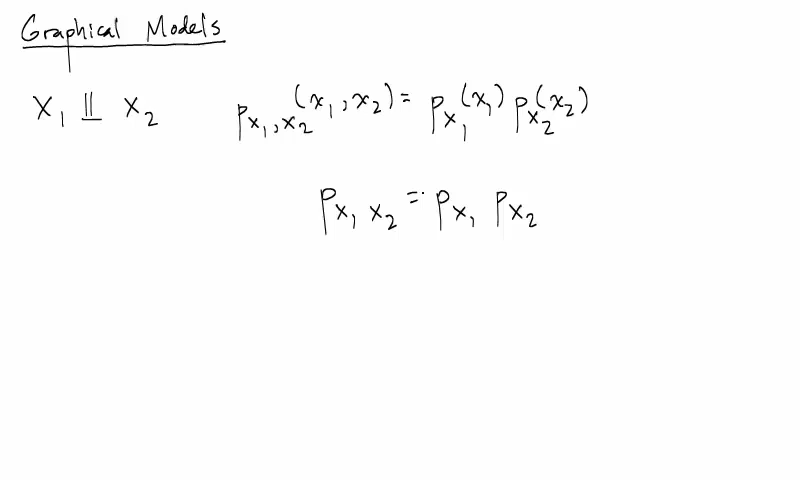 Graphical Models
X₁ ⫫ X₂ p_{X₁,X₂}(x₁,x₂) = p_{X₁}(x₁) p_{X₂}(x₂)
p_{X₁ X₂} = p_{X₁} p_{X₂}